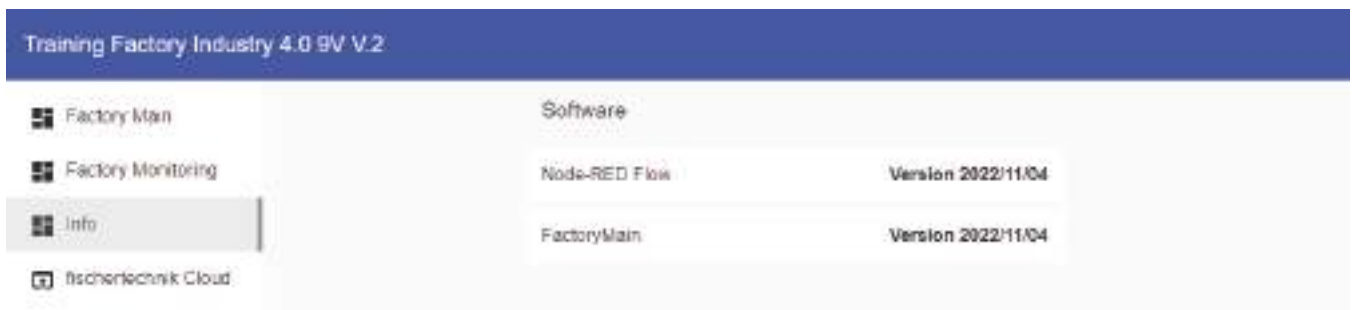 Training Factory Industry 4.0 9V V.2
Factory Main
Factory Monitoring
Info
fischertechnik Cloud
Software
Node-RED Flow Version 2022/11/04
FactoryMain Version 2022/11/04